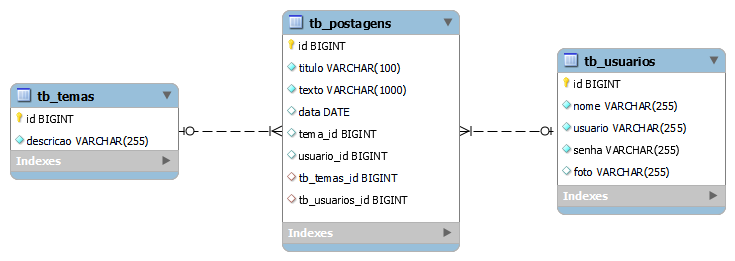 tb_temas
id BIGINT
descricao VARCHAR(255)
Indexes
tb_postagens
id BIGINT
titulo VARCHAR(100)
texto VARCHAR(1000)
data DATE
tema_id BIGINT
usuario_id BIGINT
tb_temas_id BIGINT
tb_usuarios_id BIGINT
Indexes
tb_usuarios
id BIGINT
nome VARCHAR(255)
usuario VARCHAR(255)
senha VARCHAR(255)
foto VARCHAR(255)
Indexes